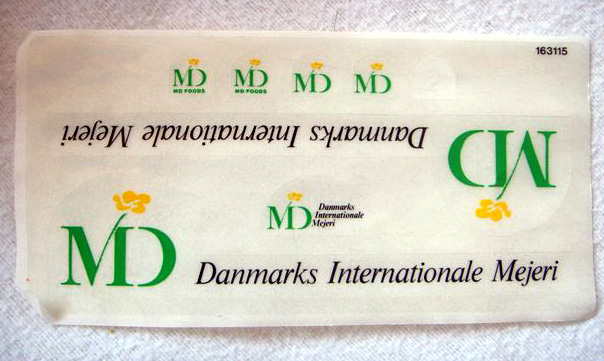 163115
MD MD MD MD
MD FOODS MD FOODS
Danmarks Internationale Mejeri MD
MD Danmarks
Internationale
Mejeri
MD Danmarks Internationale Mejeri